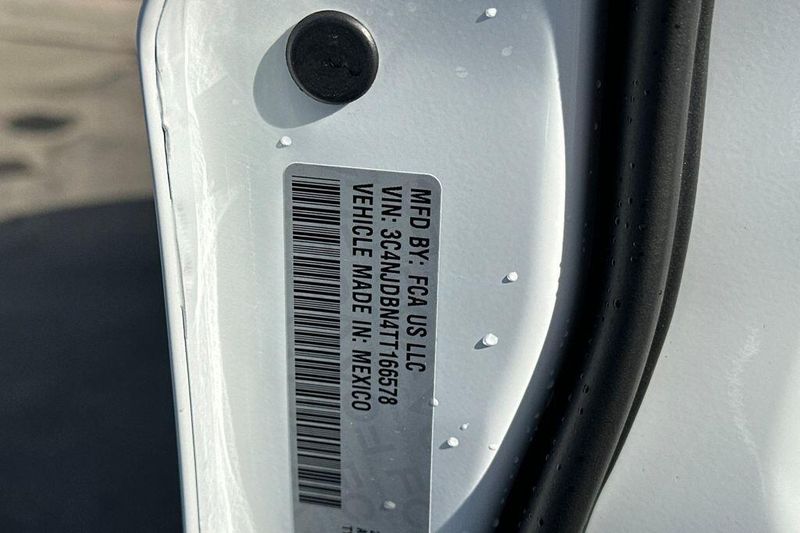 MFD BY: FCA US LLC
VIN: 3C4NJDBN4TT166578
VEHICLE MADE IN: MEXICO